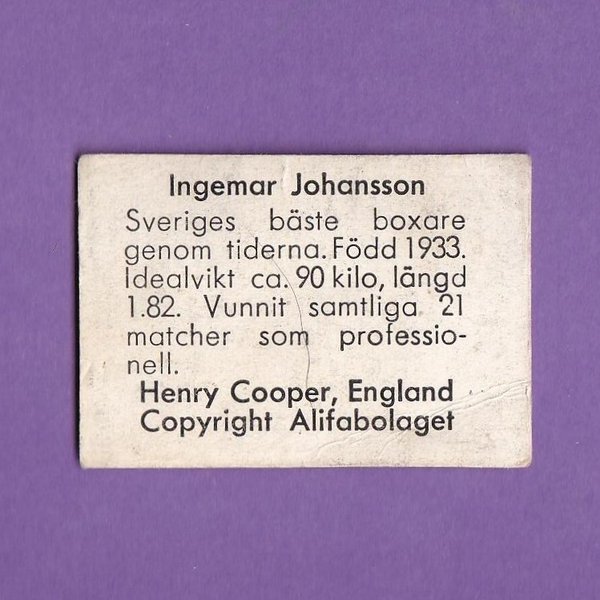 Ingemar Johansson
Sveriges bäste boxare
genom tiderna. Född 1933.
Idealvikt ca. 90 kilo, längd
1.82. Vunnit samtliga 21
matcher som professio-
nell.
Henry Cooper, England
Copyright Alifabolaget